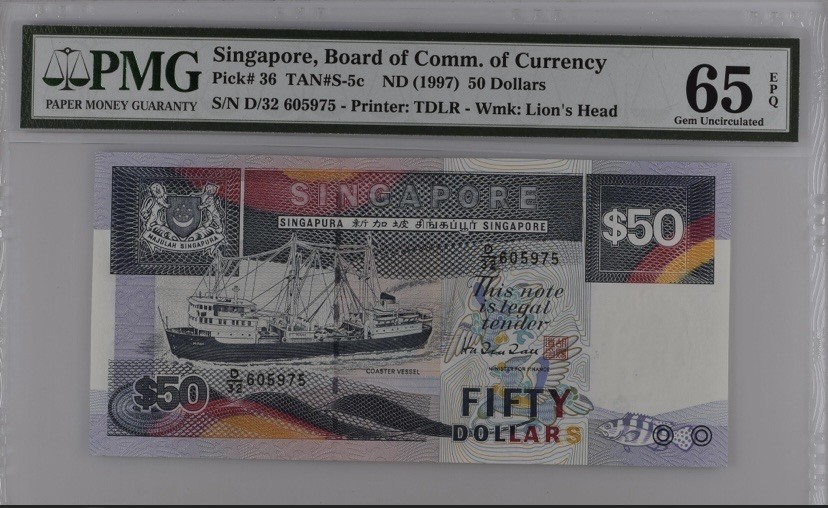 PMG
PAPER MONEY GUARANTY
Singapore, Board of Comm. of Currency
Pick# 36 TAN#S-5c ND (1997) 50 Dollars
S/N D/32 605975 - Printer: TDLR - Wmk: Lion's Head
65 EPQ
Gem Uncirculated
SINGAPORE
SINGAPURA 新加坡 சிங்கப்பூர் SINGAPORE
MAJULAH SINGAPURA
$50
D/32 605975
This note
is legal
tender
MINISTER FOR FINANCE
COASTER VESSEL
D/32 605975
$50
FIFTY
DOLLARS